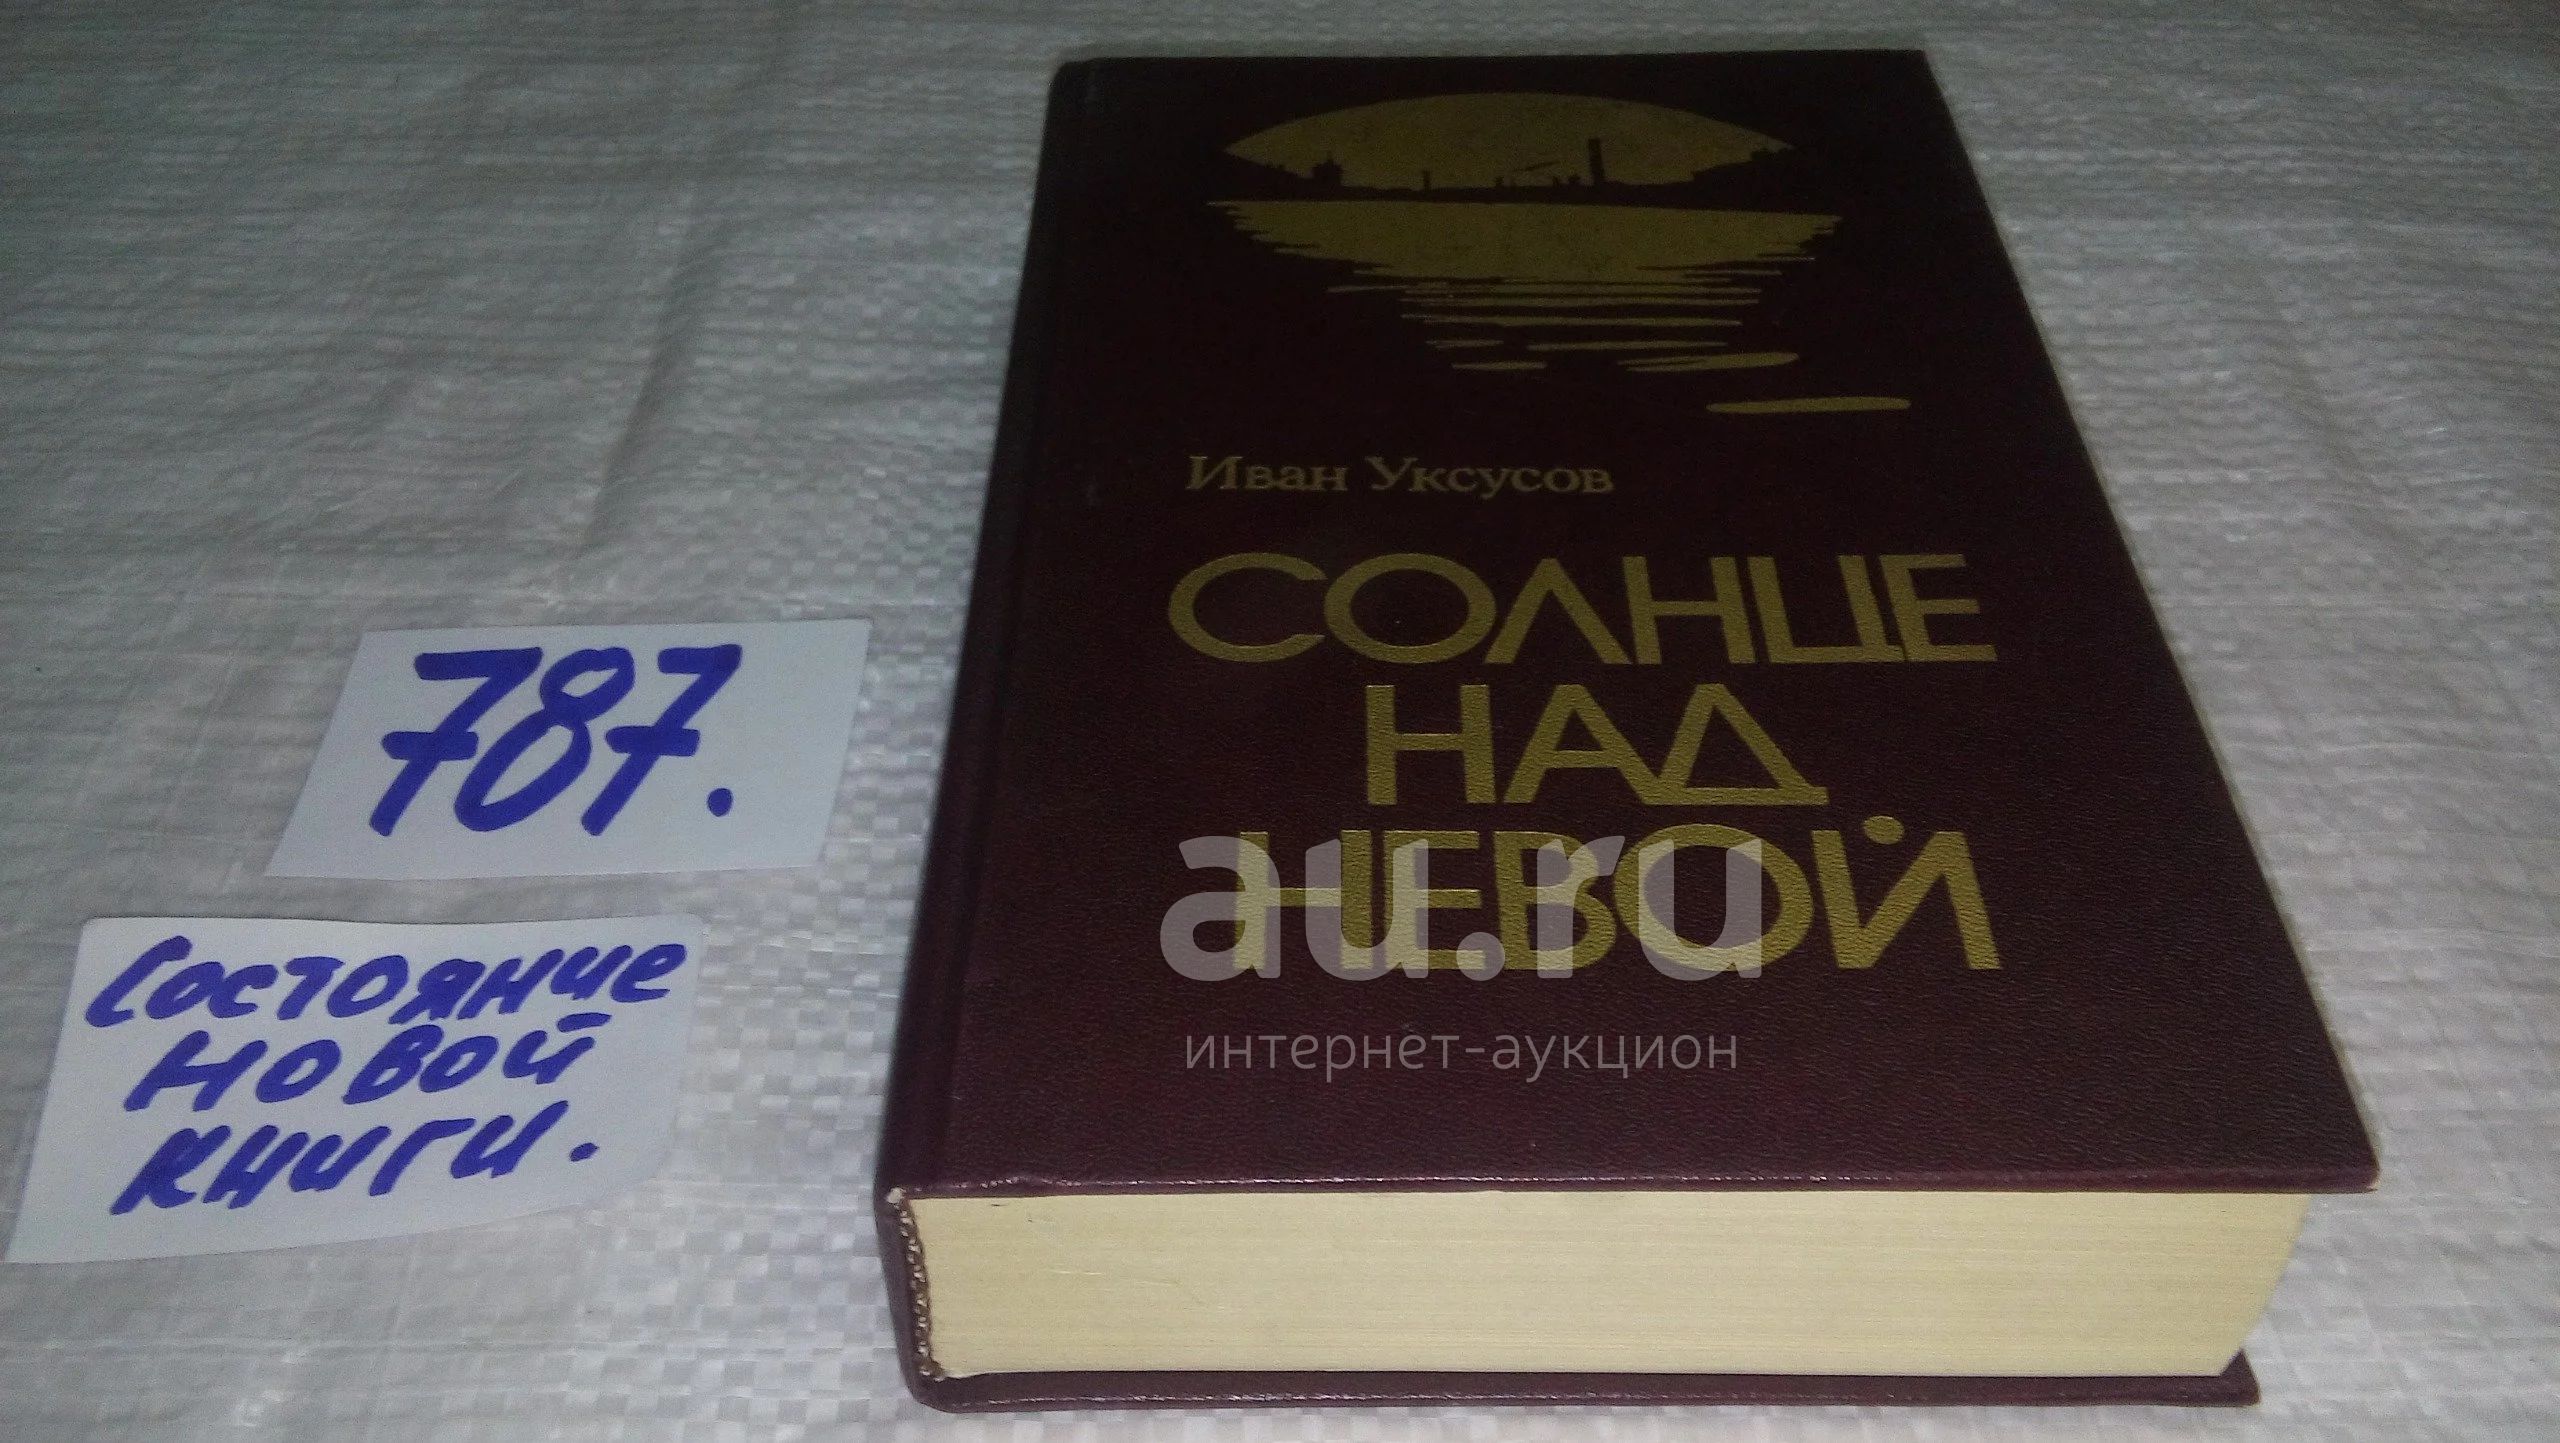 Иван Уксусов
СОЛНЦЕ
НАД
НЕВОЙ
787.
Состояние
новой
книги.
au.ru
интернет-аукцион